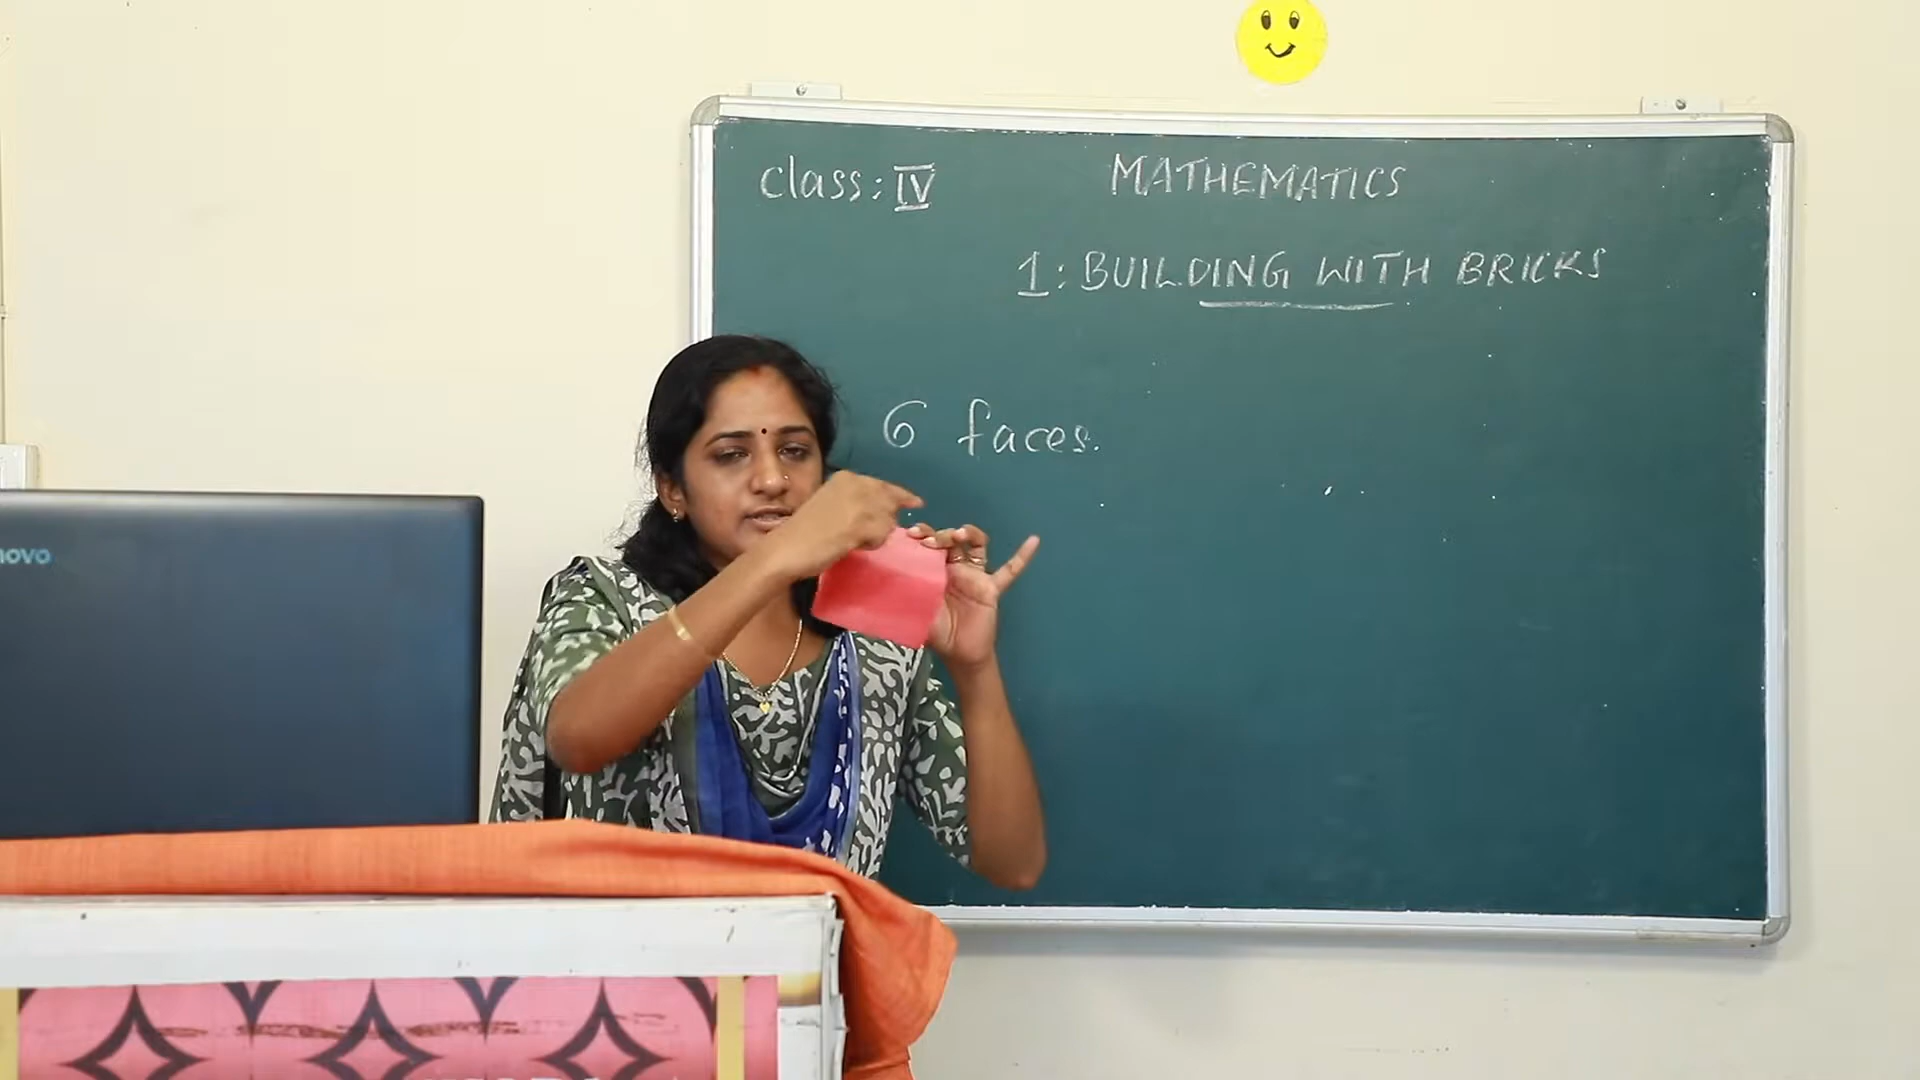 class: IV
MATHEMATICS
1: BUILDING WITH BRICKS
6 faces.
novo